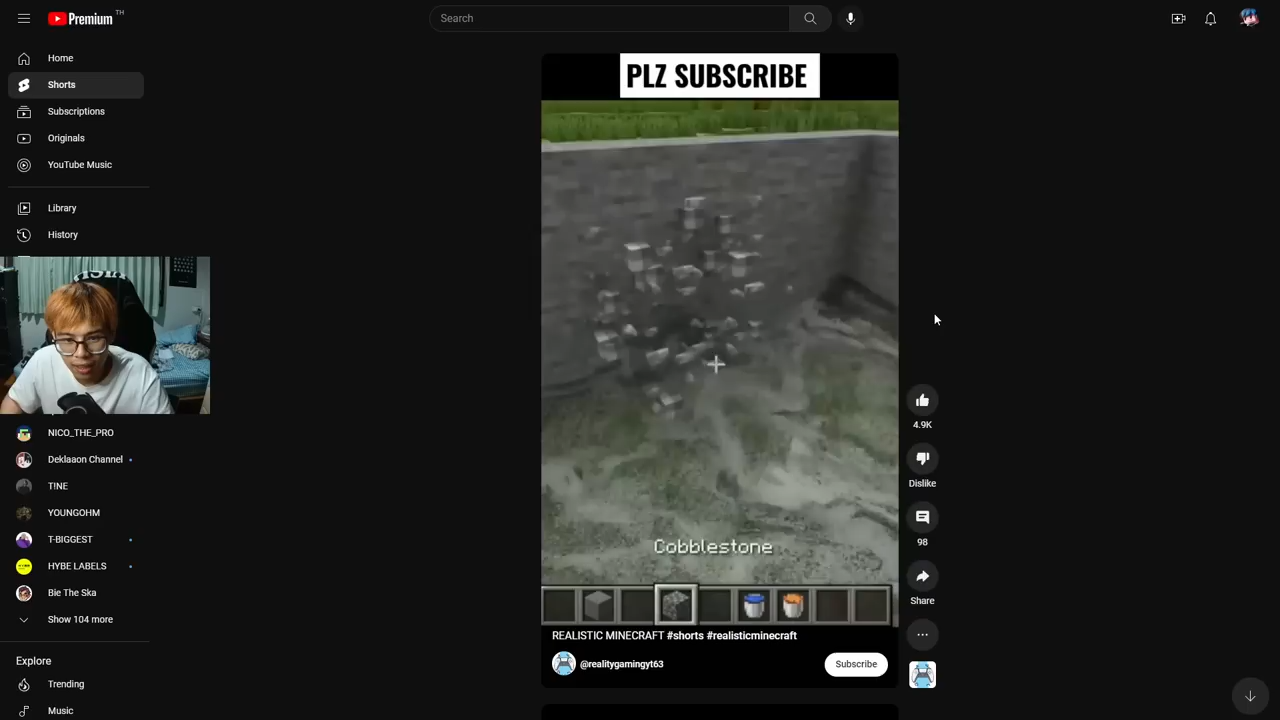 Premium TH
Search
Home
Shorts
Subscriptions
Originals
YouTube Music
Library
History
NICO_THE_PRO
Deklaaon Channel
T!NE
YOUNGOHM
T-BIGGEST
HYBE LABELS
Bie The Ska
Show 104 more
Explore
Trending
Music
PLZ SUBSCRIBE
Cobblestone
REALISTIC MINECRAFT #shorts #realisticminecraft
@realitygamingyt63
Subscribe
4.9K
Dislike
98
Share